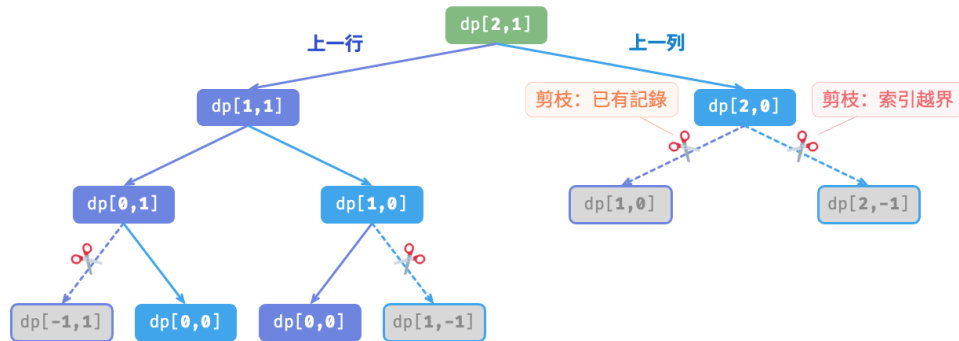 dp[2,1]
上一行
上一列
dp[1,1]
剪枝：已有記錄
dp[2,0]
剪枝：索引越界
dp[0,1]
dp[1,0]
dp[1,0]
dp[2,-1]
dp[-1,1]
dp[0,0]
dp[0,0]
dp[1,-1]